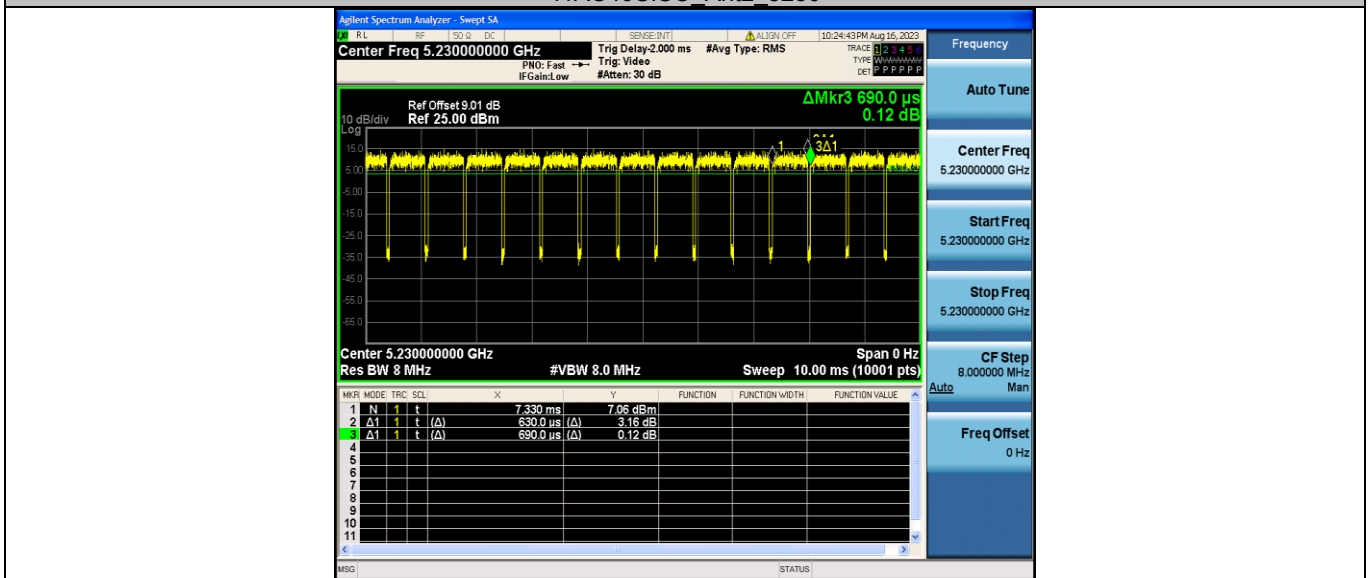 Agilent Spectrum Analyzer - Swept SA
RL RF 50 Ω DC SENSE:INT ALIGN OFF 10:24:43 PM Aug 16, 2023
Center Freq 5.230000000 GHz
PNO: Fast
IFGain:Low
Trig Delay-2.000 ms
Trig: Video
#Atten: 30 dB
#Avg Type: RMS
TRACE 1 2 3 4 5 6
TYPE WWWWWW
DET P P P P P P
ΔMkr3 690.0 µs
0.12 dB
Ref Offset 9.01 dB
10 dB/div Ref 25.00 dBm
Log
15.0
5.00
-5.00
-15.0
-25.0
-35.0
-45.0
-55.0
-65.0
1
3Δ1
Center 5.230000000 GHz Span 0 Hz
Res BW 8 MHz #VBW 8.0 MHz Sweep 10.00 ms (10001 pts)
MKR MODE TRC SCL X Y FUNCTION FUNCTION WIDTH FUNCTION VALUE
1 N 1 t 7.330 ms 7.06 dBm
2 Δ1 1 t (Δ) 630.0 µs (Δ) 3.16 dB
3 Δ1 1 t (Δ) 690.0 µs (Δ) 0.12 dB
4
5
6
7
8
9
10
11
MSG STATUS
Frequency
Auto Tune
Center Freq
5.230000000 GHz
Start Freq
5.230000000 GHz
Stop Freq
5.230000000 GHz
CF Step
8.000000 MHz
Auto Man
Freq Offset
0 Hz